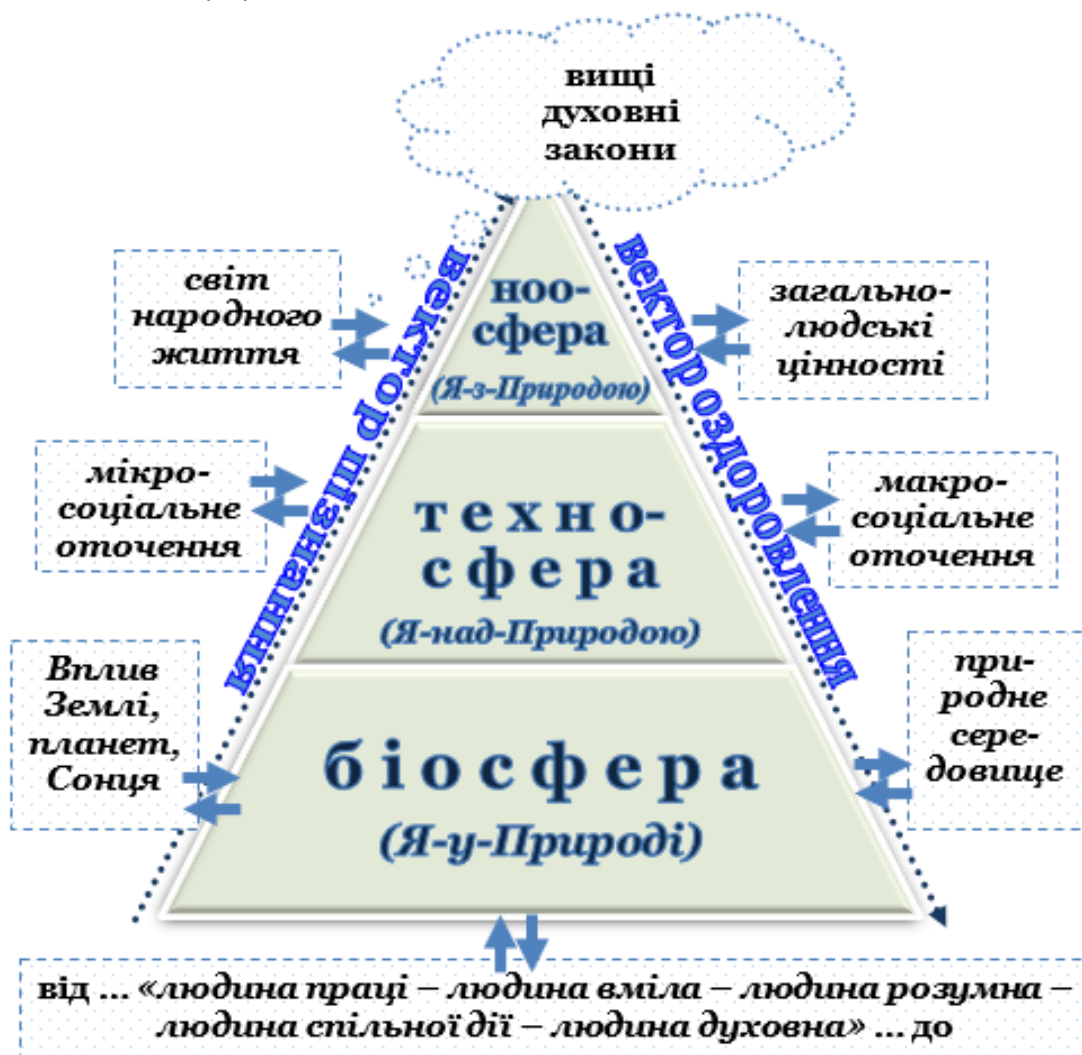 вищі
духовні
закони
світ
народного
життя
вектор пізнання
ноо-
сфера
(Я-з-Природою)
вектор оздоровлення
загально-
людські
цінності
мікро-
соціальне
оточення
техно-
сфера
(Я-над-Природою)
макро-
соціальне
оточення
Вплив
Землі,
планет,
Сонця
біосфера
(Я-у-Природі)
при-
родне
сере-
довище
від ... «людина праці – людина вміла – людина розумна –
людина спільної дії – людина духовна» ... до